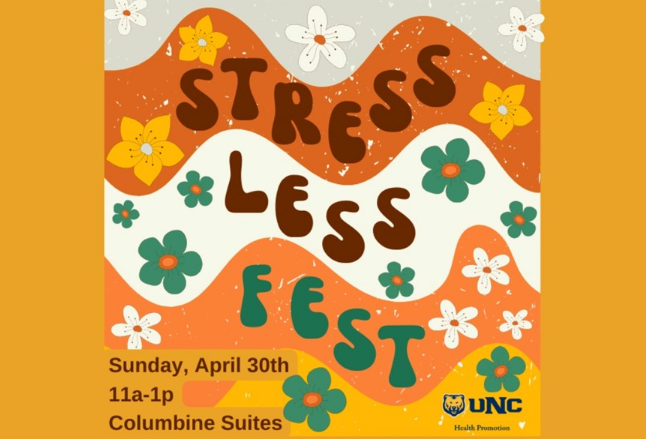 STRESS
LESS
FEST
Sunday, April 30th
11a-1p
Columbine Suites
UNC
Health Promotion